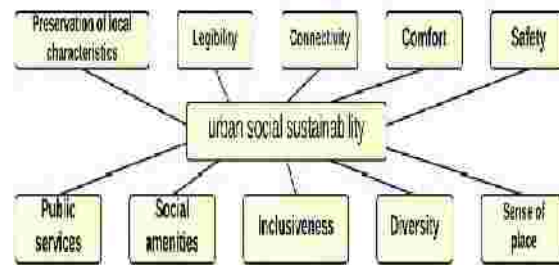 Preservation of local
characteristics
Legibility
Connectivity
Comfort
Safety
urban social sustainability
Public
services
Social
amenities
Inclusiveness
Diversity
Sense of
place